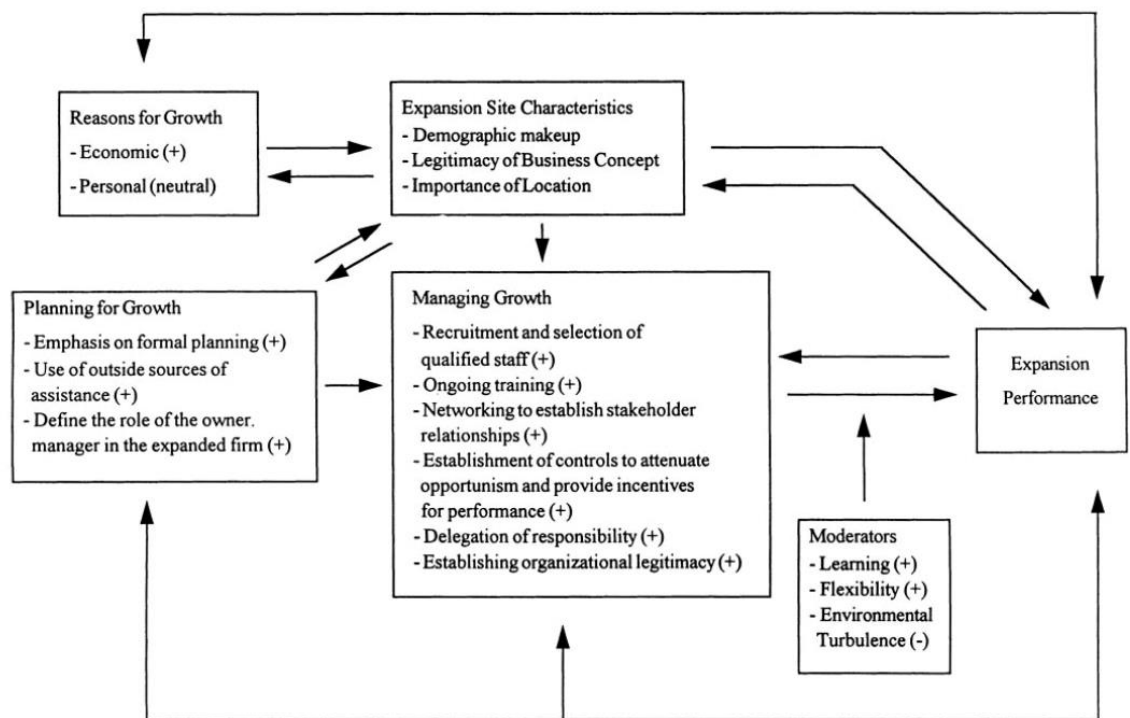 Reasons for Growth
- Economic (+)
- Personal (neutral)
Expansion Site Characteristics
- Demographic makeup
- Legitimacy of Business Concept
- Importance of Location
Planning for Growth
- Emphasis on formal planning (+)
- Use of outside sources of
assistance (+)
- Define the role of the owner.
manager in the expanded firm (+)
Managing Growth
- Recruitment and selection of
qualified staff (+)
- Ongoing training (+)
- Networking to establish stakeholder
relationships (+)
- Establishment of controls to attenuate
opportunism and provide incentives
for performance (+)
- Delegation of responsibility (+)
- Establishing organizational legitimacy (+)
Expansion
Performance
Moderators
- Learning (+)
- Flexibility (+)
- Environmental
Turbulence (-)